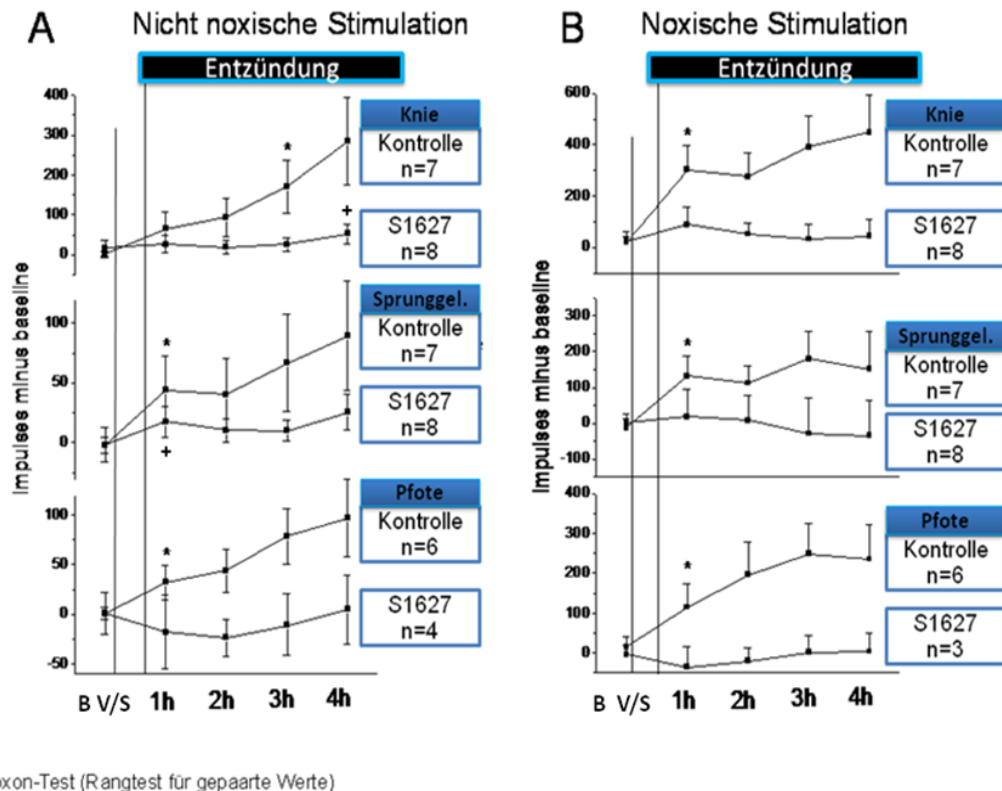 A
Nicht noxische Stimulation
Entzündung
Impulses minus baseline
400
300
200
100
0
Knie
Kontrolle
n=7
*
+
S1627
n=8
100
50
0
Sprunggel.
Kontrolle
n=7
*
+
S1627
n=8
100
50
0
-50
Pfote
Kontrolle
n=6
*
S1627
n=4
B V/S 1h 2h 3h 4h
B
Noxische Stimulation
Entzündung
Impulses minus baseline
600
400
200
0
Knie
Kontrolle
n=7
*
S1627
n=8
300
200
100
0
-100
Sprunggel.
Kontrolle
n=7
*
S1627
n=8
400
300
200
100
0
Pfote
Kontrolle
n=6
*
S1627
n=3
B V/S 1h 2h 3h 4h
oxon-Test (Rangtest für gepaarte Werte)